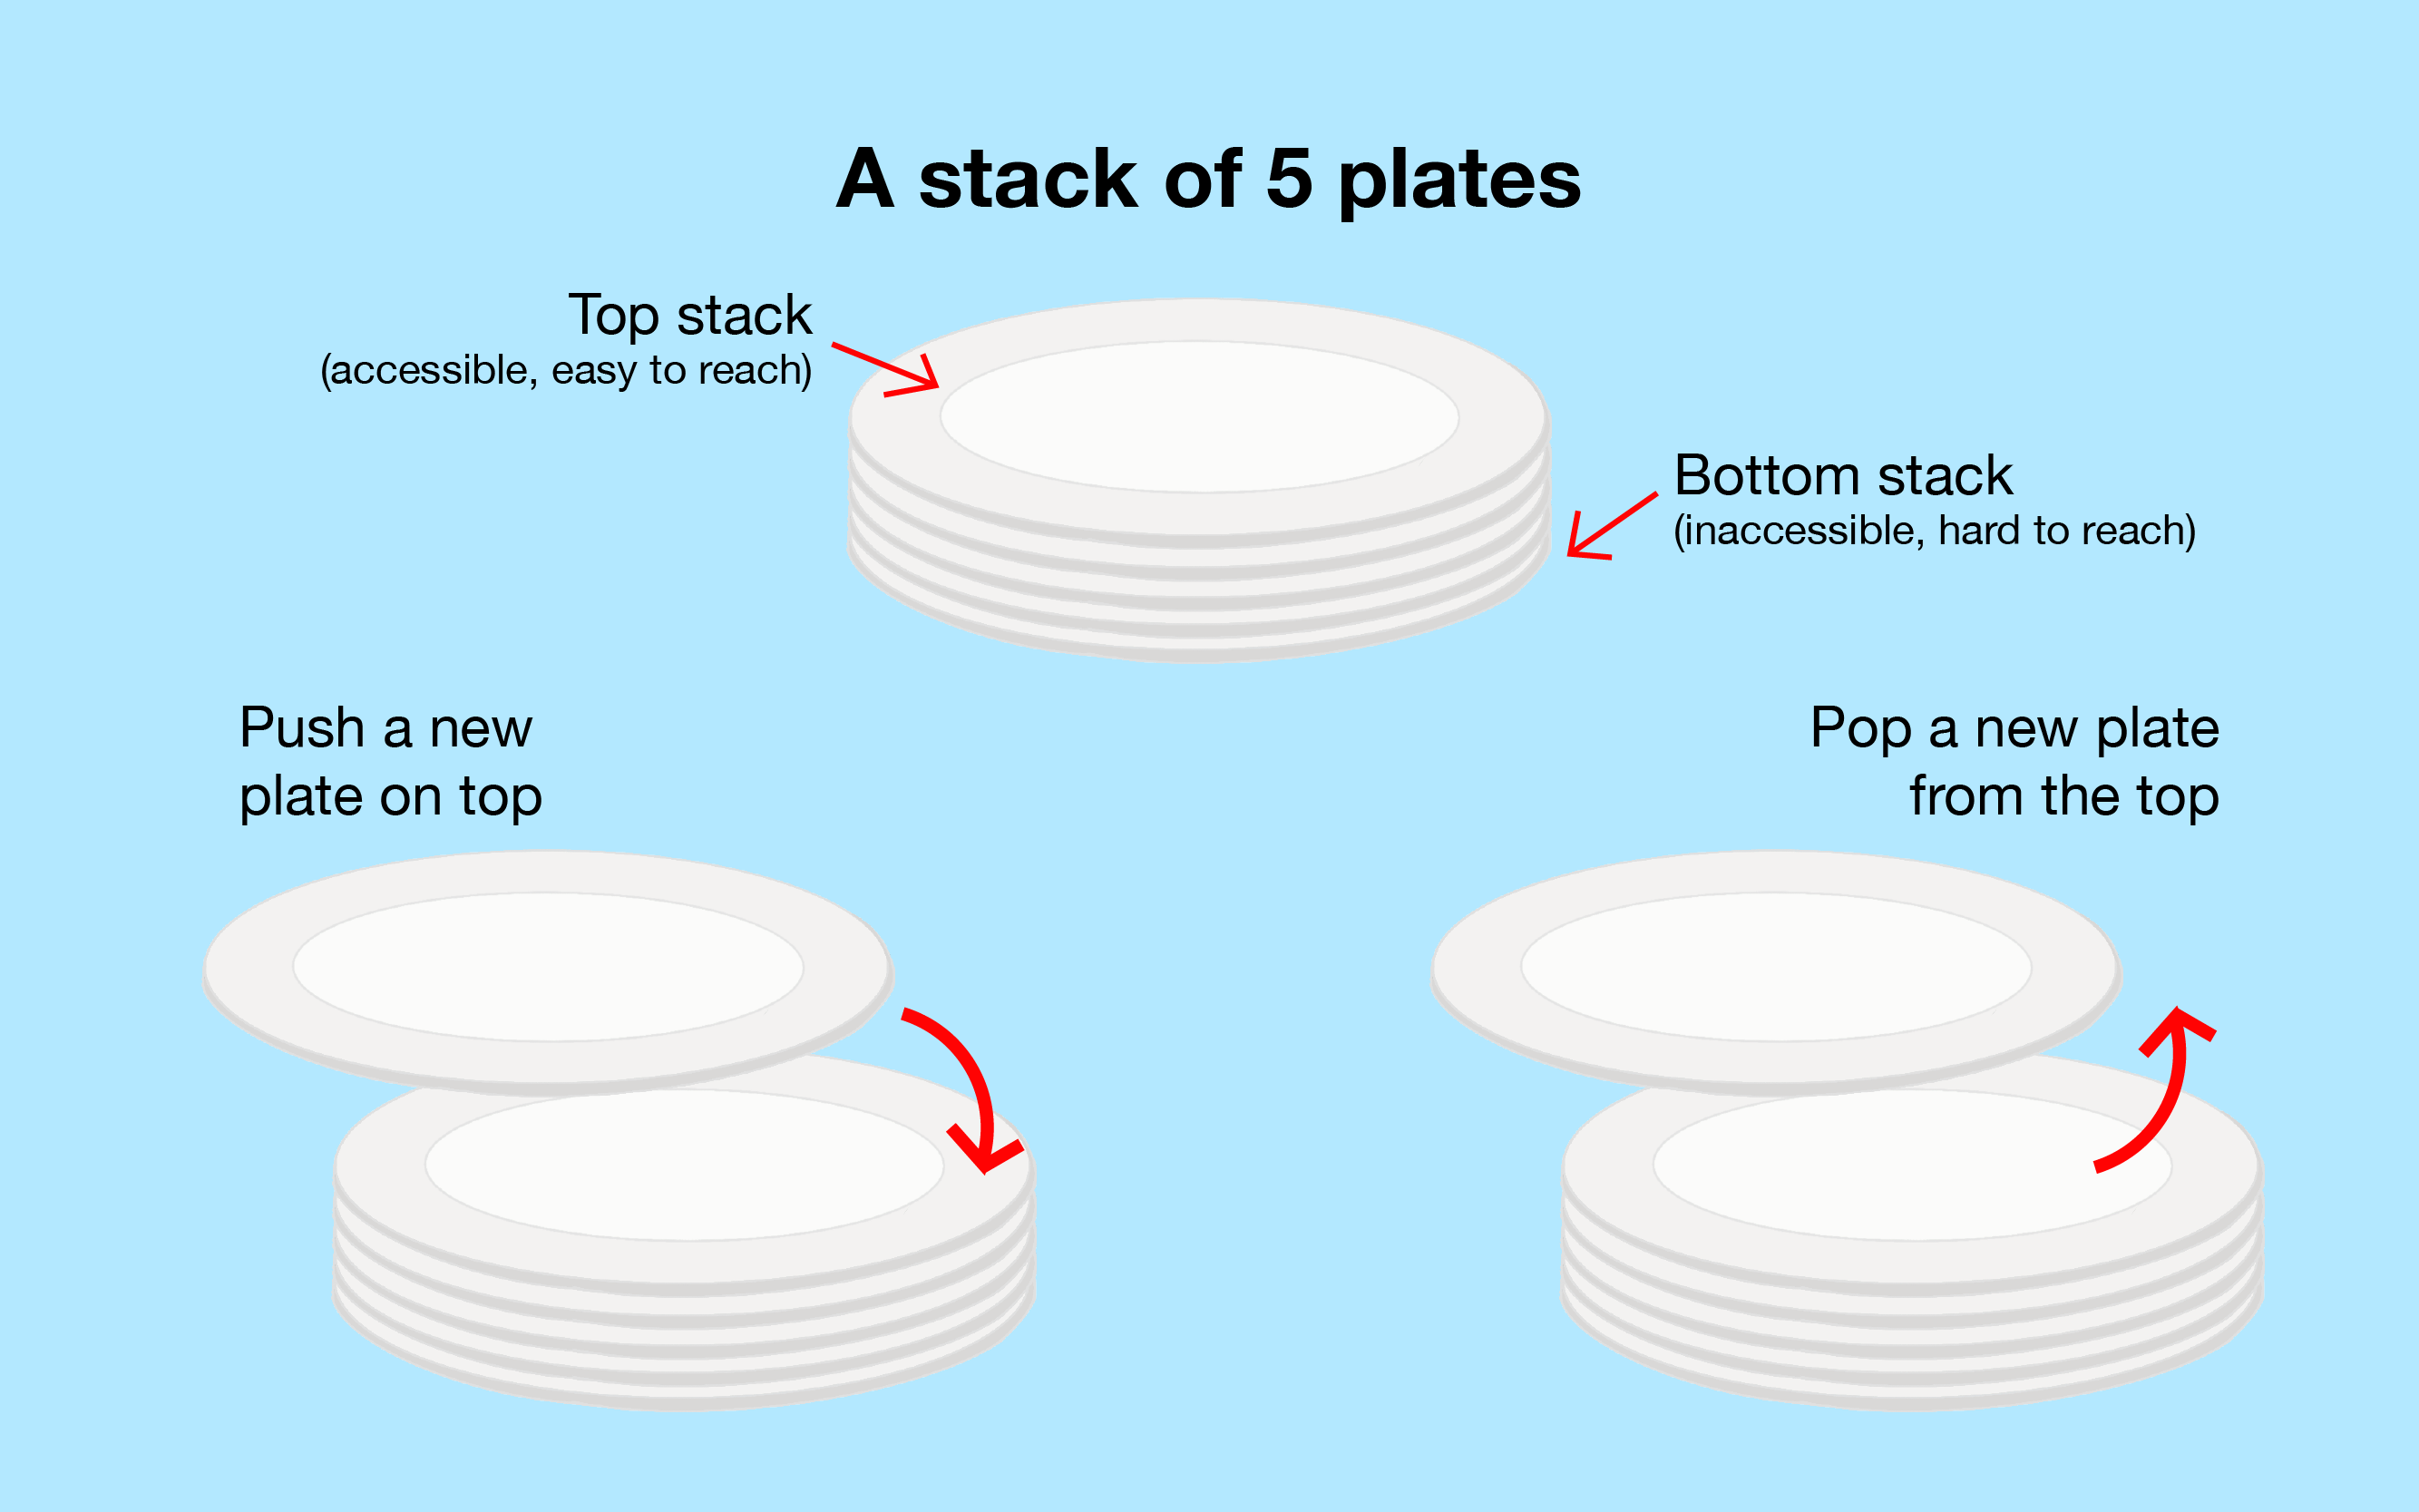 A stack of 5 plates
Top stack
(accessible, easy to reach)
Bottom stack
(inaccessible, hard to reach)
Push a new
plate on top
Pop a new plate
from the top